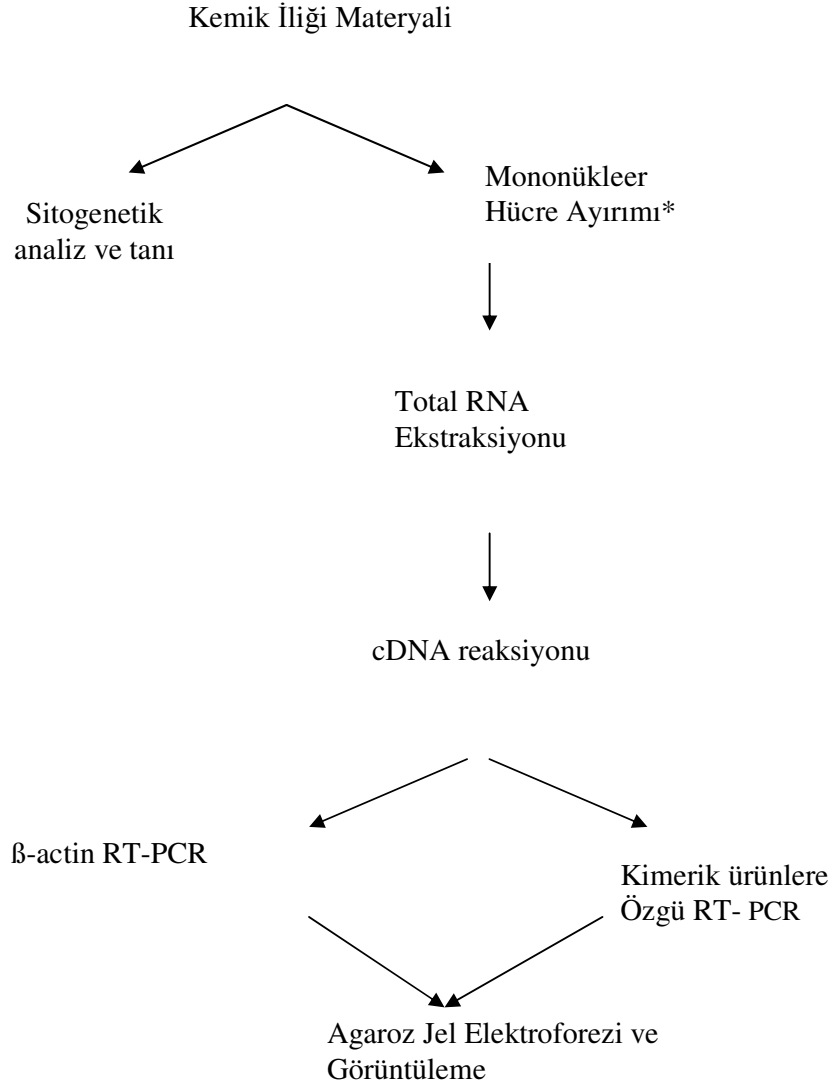 Kemik İliği Materyali
Sitogenetik
analiz ve tanı
Mononükleer
Hücre Ayırımı*
Total RNA
Ekstraksiyonu
cDNA reaksiyonu
ß-actin RT-PCR
Kimerik ürünlere
Özgü RT- PCR
Agaroz Jel Elektroforezi ve
Görüntüleme